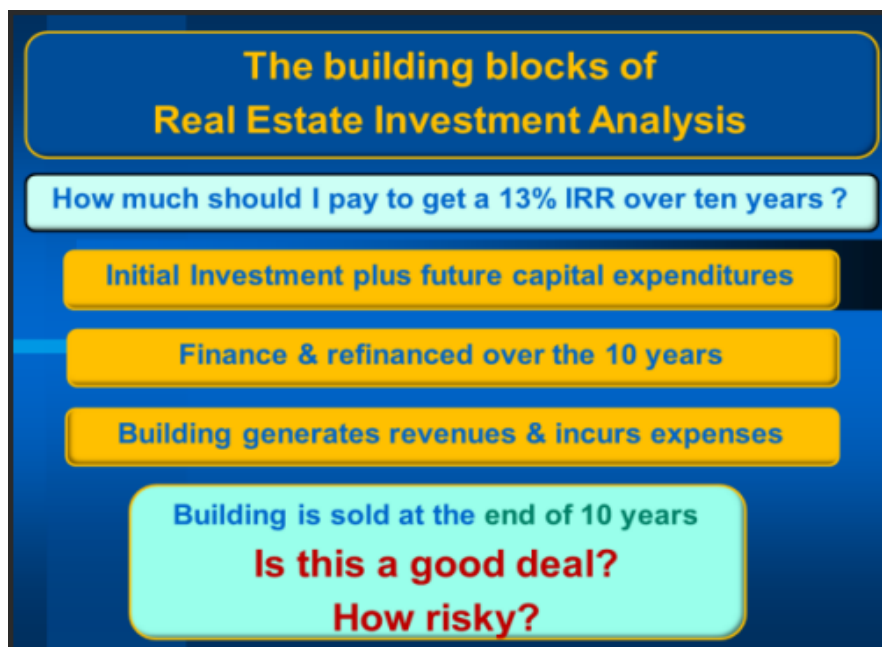 The building blocks of
Real Estate Investment Analysis
How much should I pay to get a 13% IRR over ten years ?
Initial Investment plus future capital expenditures
Finance & refinanced over the 10 years
Building generates revenues & incurs expenses
Building is sold at the end of 10 years
Is this a good deal?
How risky?